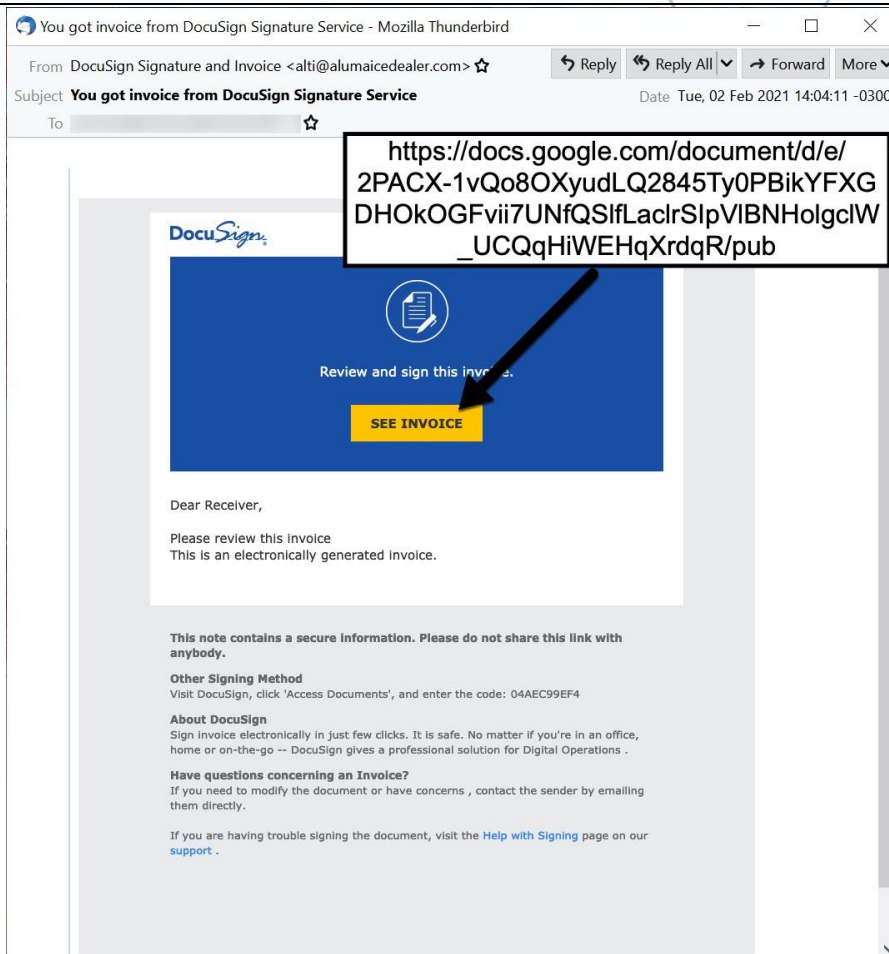 You got invoice from DocuSign Signature Service - Mozilla Thunderbird
From DocuSign Signature and Invoice <alti@alumaicedealer.com>
Reply Reply All Forward More
Subject You got invoice from DocuSign Signature Service
Date Tue, 02 Feb 2021 14:04:11 -0300
To
https://docs.google.com/document/d/e/
2PACX-1vQo8OXyudLQ2845Ty0PBikYFXG
DHOkOGFvii7UNfQSlfLaclrSIpVlBNHolgclW
_UCQqHiWEHqXrdqR/pub
DocuSign
Review and sign this invoice.
SEE INVOICE
Dear Receiver,
Please review this invoice
This is an electronically generated invoice.
This note contains a secure information. Please do not share this link with
anybody.
Other Signing Method
Visit DocuSign, click 'Access Documents', and enter the code: 04AEC99EF4
About DocuSign
Sign invoice electronically in just few clicks. It is safe. No matter if you're in an office,
home or on-the-go -- DocuSign gives a professional solution for Digital Operations .
Have questions concerning an Invoice?
If you need to modify the document or have concerns , contact the sender by emailing
them directly.
If you are having trouble signing the document, visit the Help with Signing page on our
support .